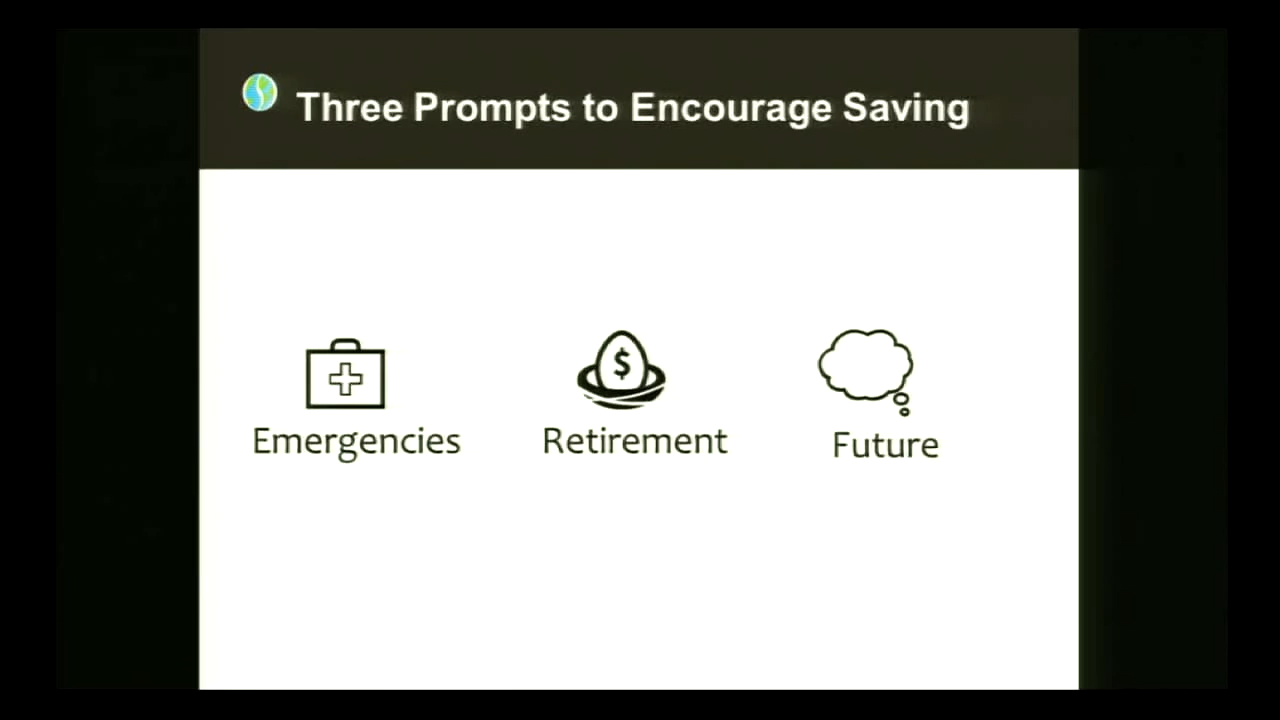 Three Prompts to Encourage Saving
$
Emergencies
Retirement
Future